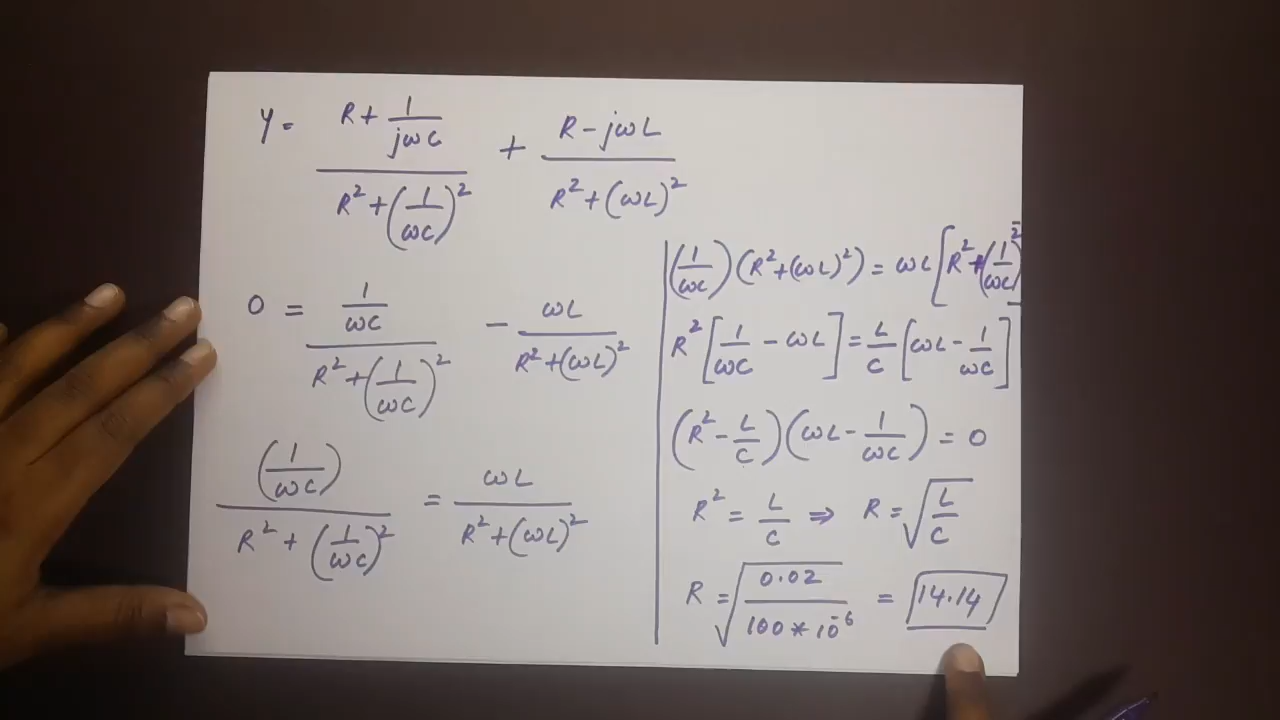 Y = (R + 1/(jωC)) / (R² + (1/(ωC))²) + (R - jωL) / (R² + (ωL)²)
0 = (1/(ωC)) / (R² + (1/(ωC))²) - ωL / (R² + (ωL)²)
(1/(ωC)) / (R² + (1/(ωC))²) = ωL / (R² + (ωL)²)
(1/(ωC)) (R² + (ωL)²) = ωL [R² + (1/(ωC))²]
R² [1/(ωC) - ωL] = L/C [ωL - 1/(ωC)]
(R² - L/C) (ωL - 1/(ωC)) = 0
R² = L/C ⇒ R = √(L/C)
R = √(0.02 / (100 * 10⁻⁶)) = 14.14